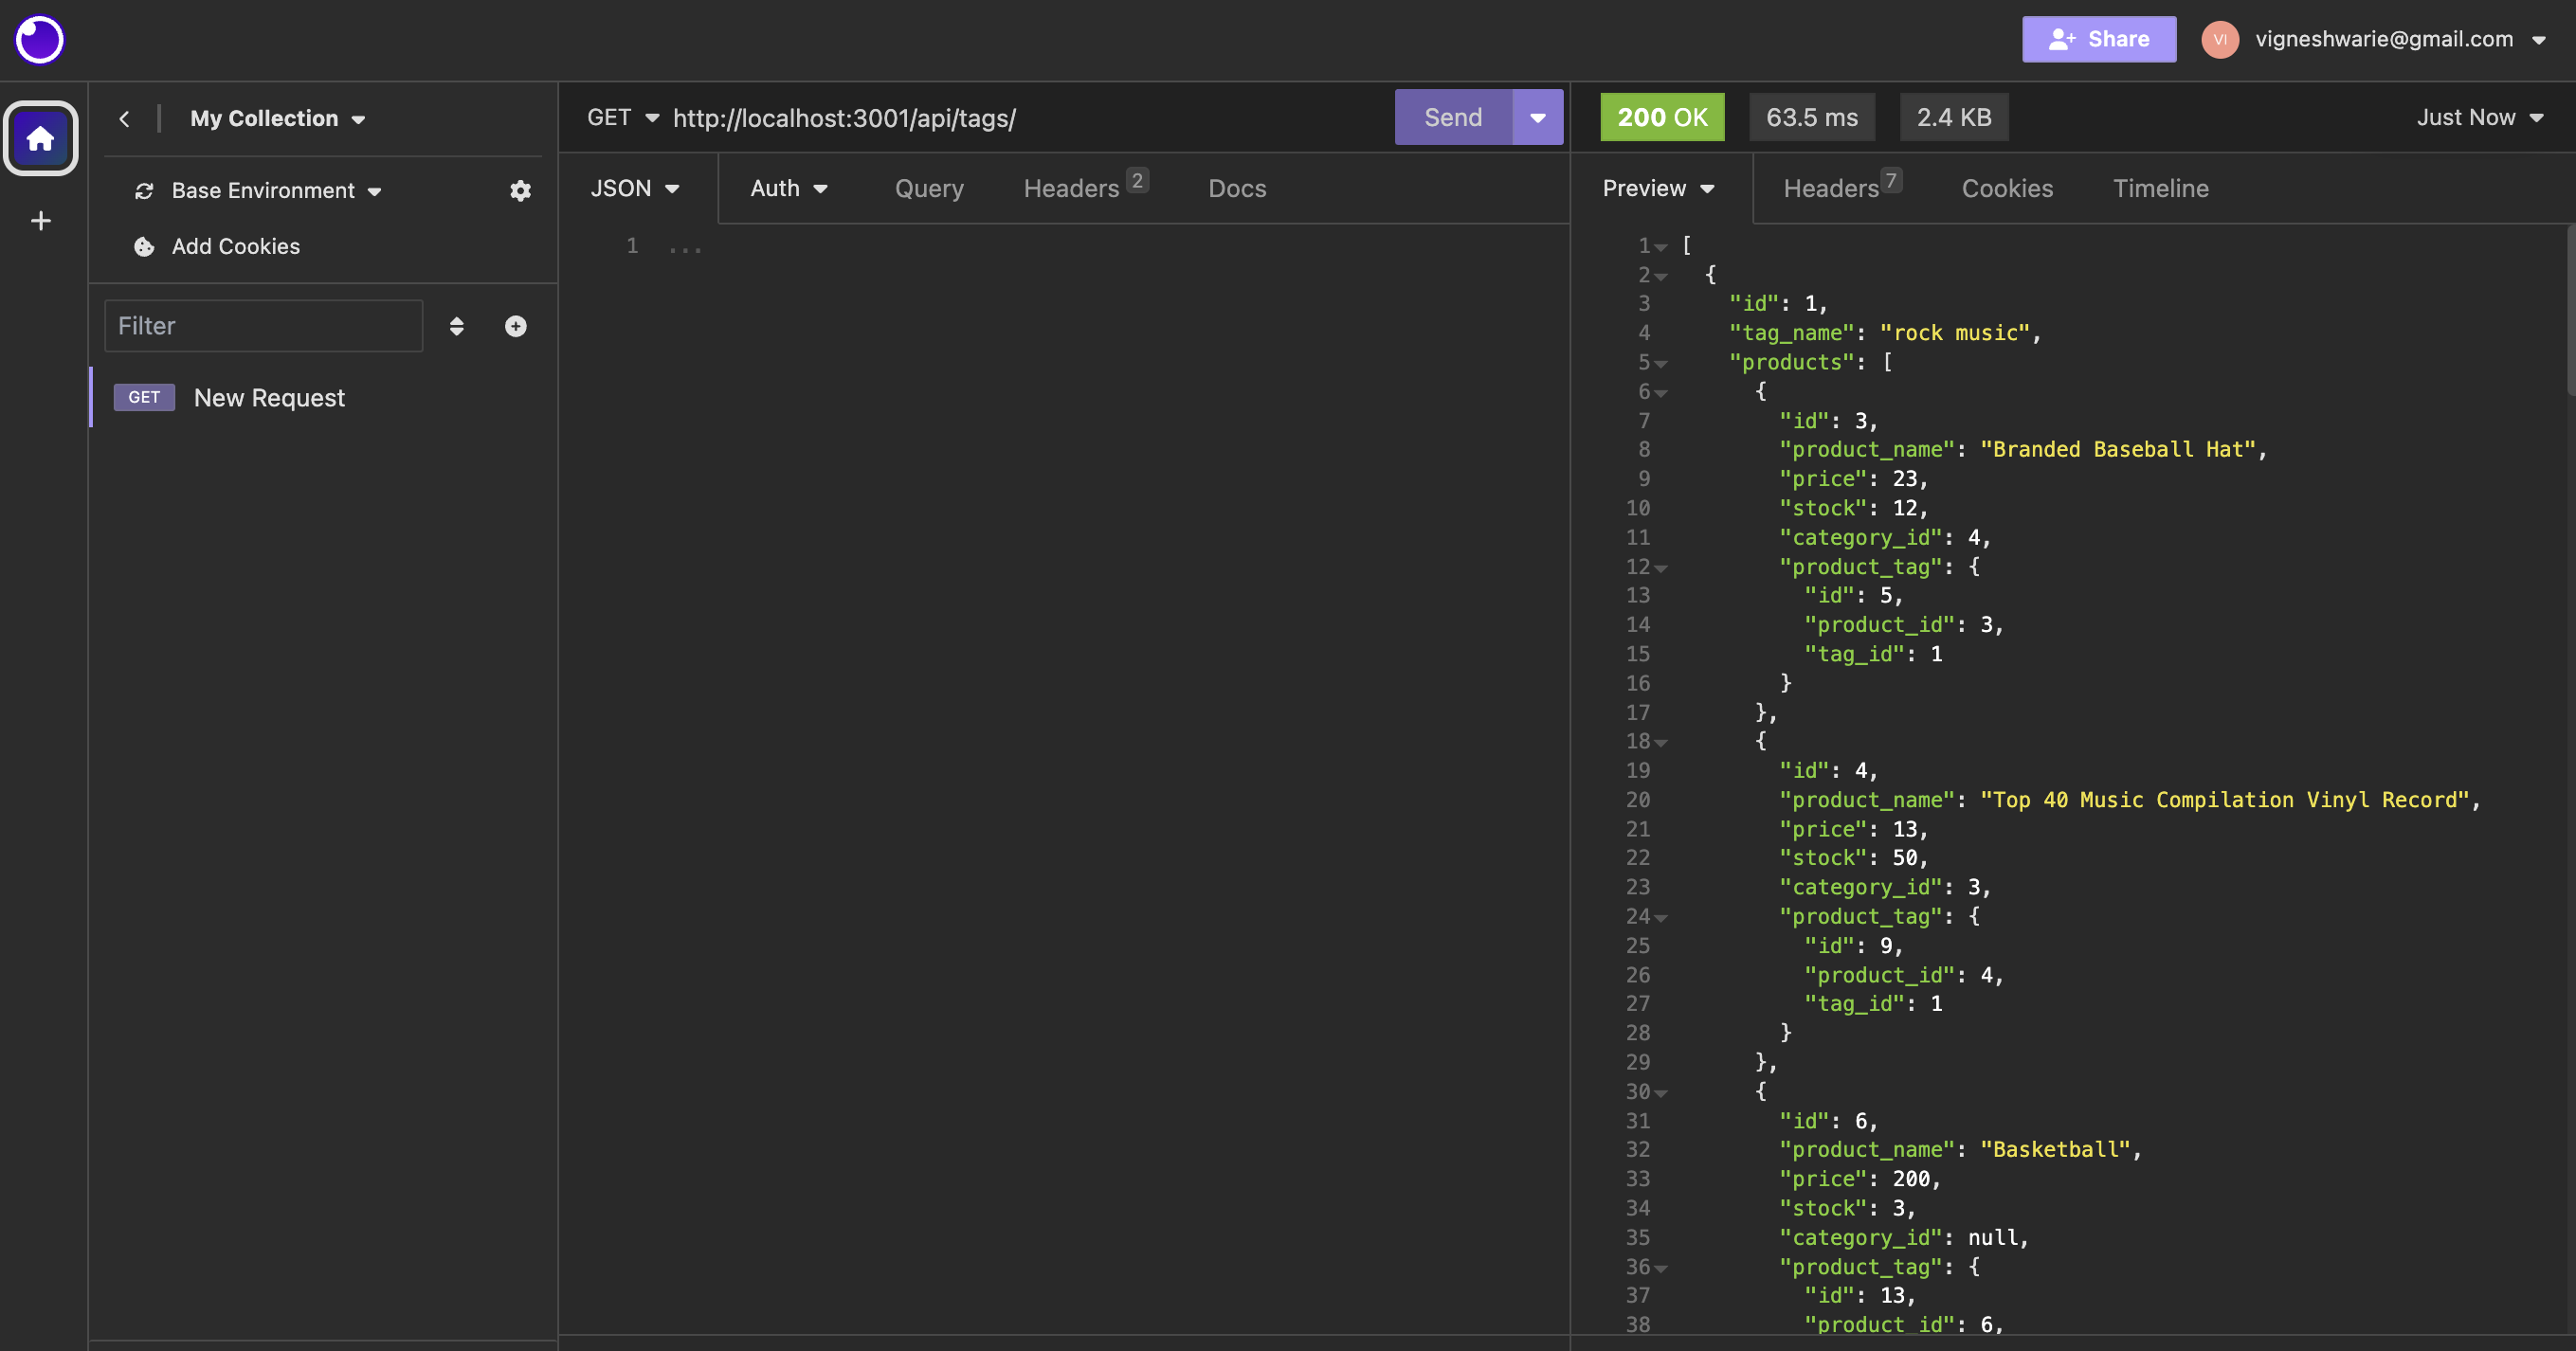 Share
VI
vigneshwarie@gmail.com
My Collection
Base Environment
Add Cookies
Filter
GET New Request
GET http://localhost:3001/api/tags/
Send
JSON Auth Query Headers 2 Docs
1 ...
200 OK 63.5 ms 2.4 KB Just Now
Preview Headers 7 Cookies Timeline
1 [
2 {
3 "id": 1,
4 "tag_name": "rock music",
5 "products": [
6 {
7 "id": 3,
8 "product_name": "Branded Baseball Hat",
9 "price": 23,
10 "stock": 12,
11 "category_id": 4,
12 "product_tag": {
13 "id": 5,
14 "product_id": 3,
15 "tag_id": 1
16 }
17 },
18 {
19 "id": 4,
20 "product_name": "Top 40 Music Compilation Vinyl Record",
21 "price": 13,
22 "stock": 50,
23 "category_id": 3,
24 "product_tag": {
25 "id": 9,
26 "product_id": 4,
27 "tag_id": 1
28 }
29 },
30 {
31 "id": 6,
32 "product_name": "Basketball",
33 "price": 200,
34 "stock": 3,
35 "category_id": null,
36 "product_tag": {
37 "id": 13,
38 "product_id": 6,